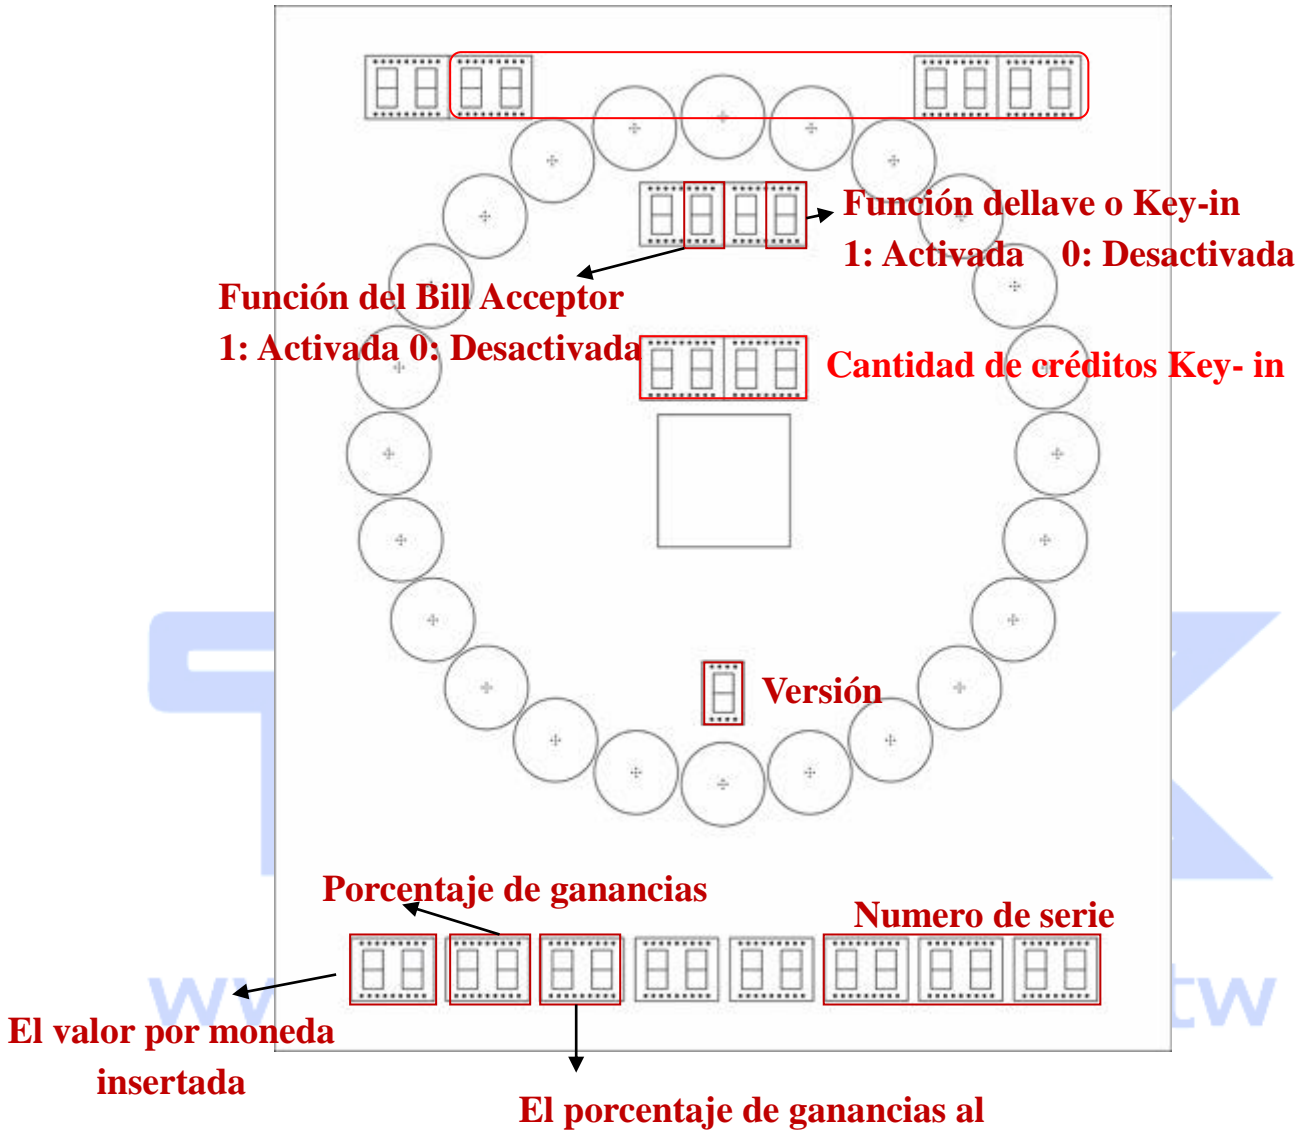 Función dellave o Key-in
1: Activada 0: Desactivada
Función del Bill Acceptor
1: Activada 0: Desactivada
Cantidad de créditos Key- in
Versión
Porcentaje de ganancias
Numero de serie
El valor por moneda
insertada
El porcentaje de ganancias al